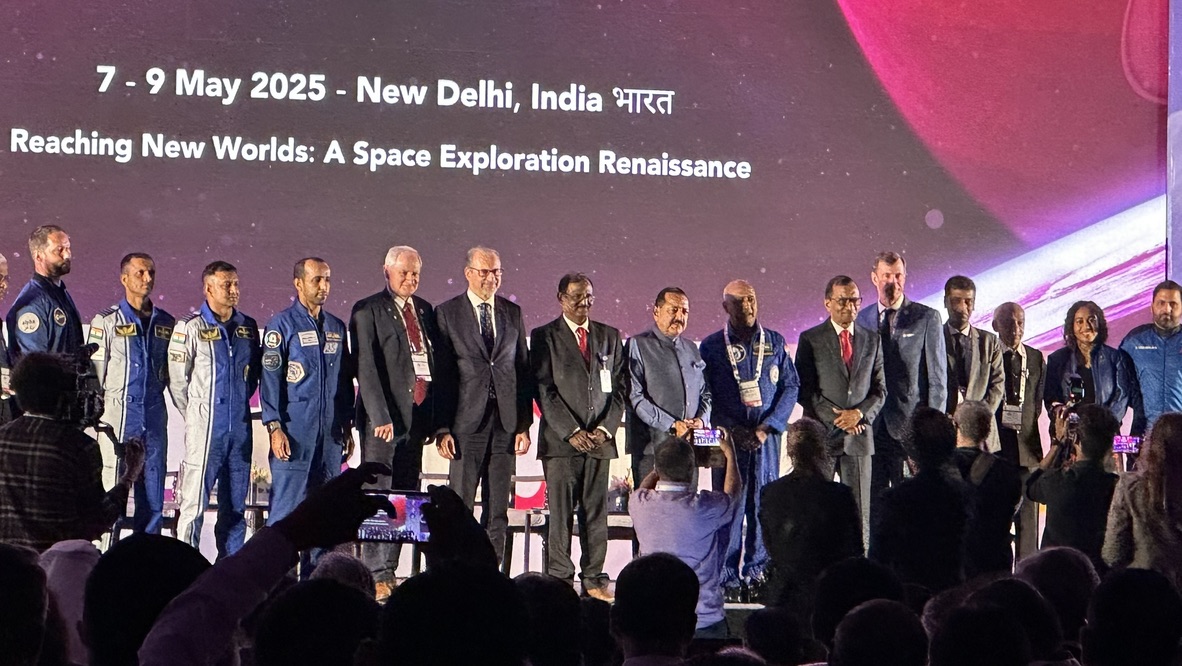 7 - 9 May 2025 - New Delhi, India भारत
Reaching New Worlds: A Space Exploration Renaissance